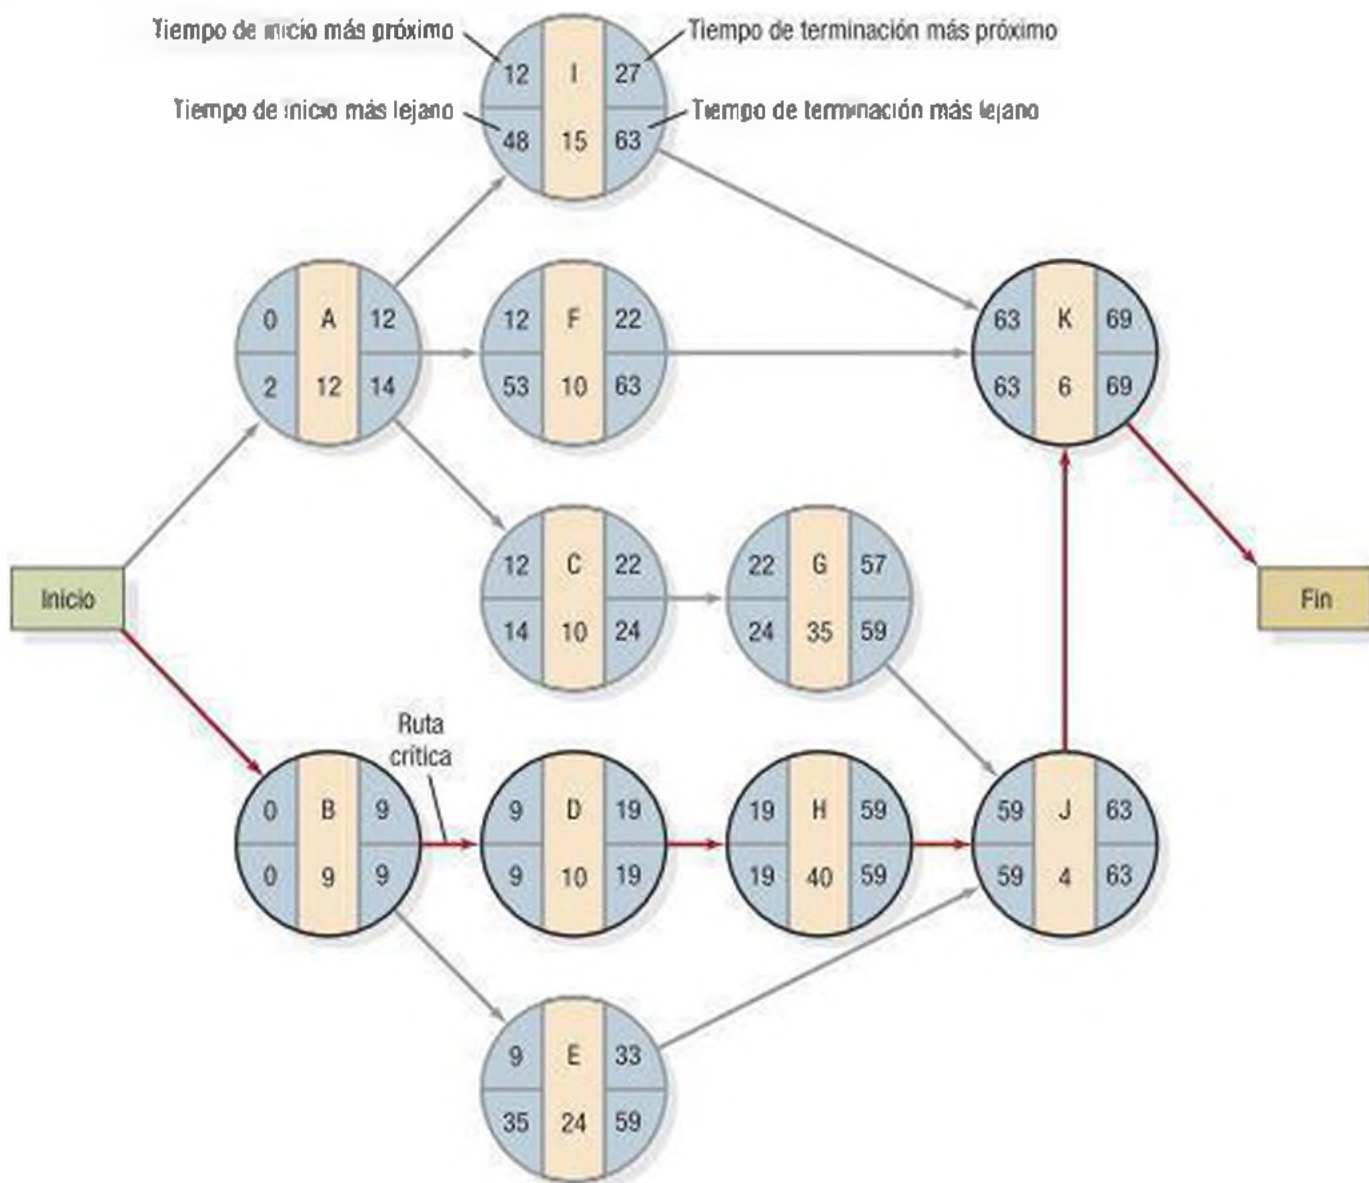 Tiempo de inicio más próximo
Tiempo de terminación más próximo
12 I 27
Tiempo de inicio más lejano
Tiempo de terminación más lejano
48 15 63
0 A 12
2 12 14
12 F 22
53 10 63
63 K 69
63 6 69
12 C 22
14 10 24
22 G 57
24 35 59
Inicio
Fin
Ruta
crítica
0 B 9
0 9 9
9 D 19
9 10 19
19 H 59
19 40 59
59 J 63
59 4 63
9 E 33
35 24 59